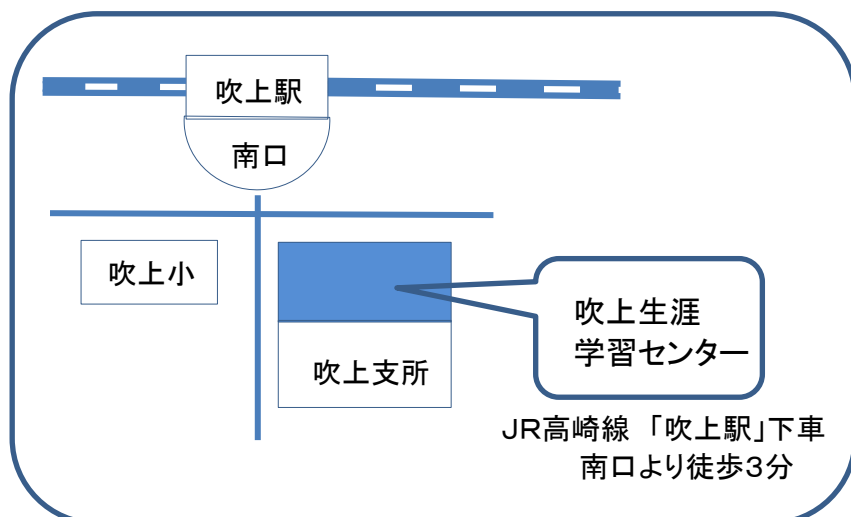 吹上駅
南口
吹上小
吹上生涯
学習センター
吹上支所
JR高崎線 「吹上駅」下車
南口より徒歩３分